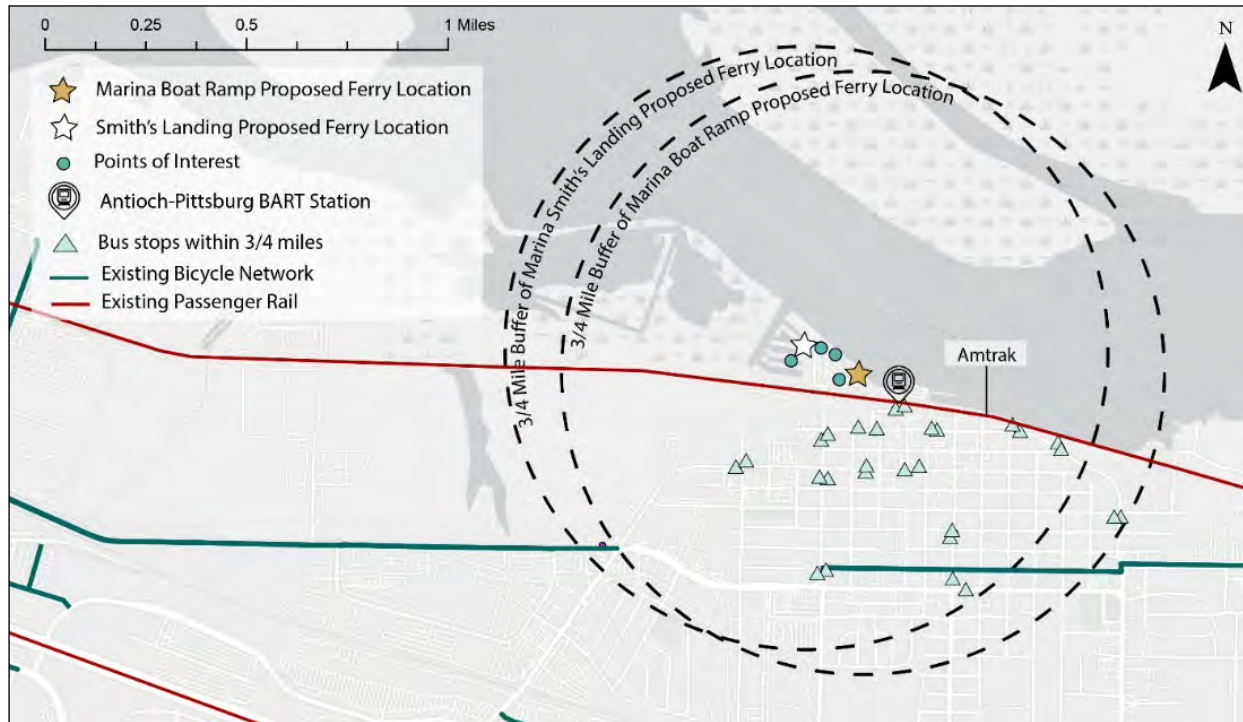 0 0.25 0.5 1 Miles
N
Marina Boat Ramp Proposed Ferry Location
Smith's Landing Proposed Ferry Location
Points of Interest
Antioch-Pittsburg BART Station
Bus stops within 3/4 miles
Existing Bicycle Network
Existing Passenger Rail
3/4 Mile Buffer of Marina Smith's Landing Proposed Ferry Location
3/4 Mile Buffer of Marina Boat Ramp Proposed Ferry Location
Amtrak